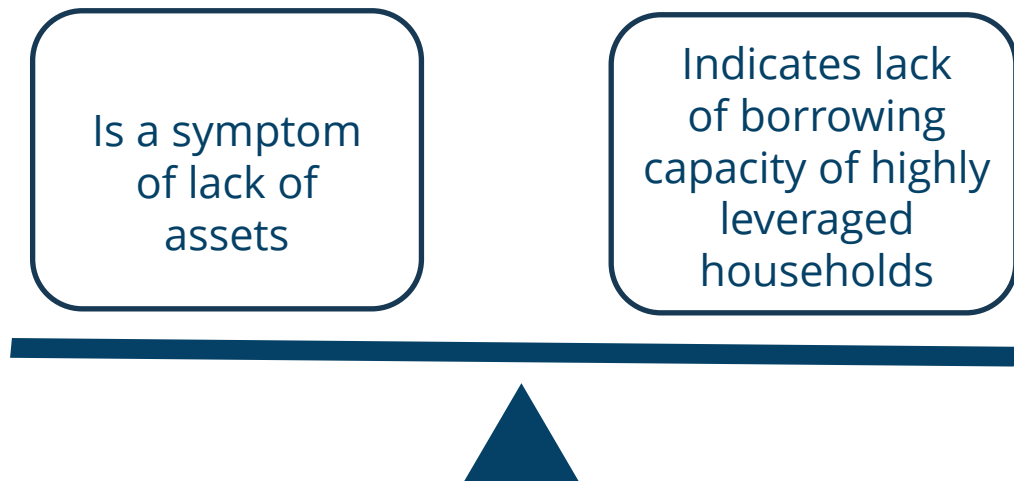 Is a symptom
of lack of
assets
Indicates lack
of borrowing
capacity of highly
leveraged
households